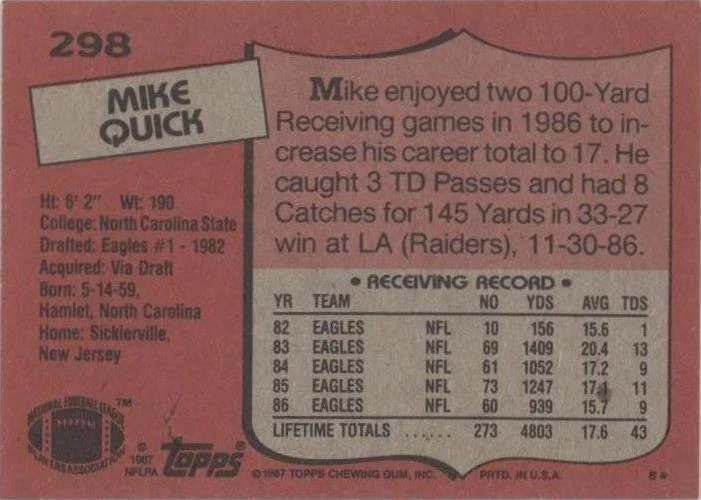 298
MIKE
QUICK
Ht: 6' 2" Wt: 190
College: North Carolina State
Drafted: Eagles #1 - 1982
Acquired: Via Draft
Born: 5-14-59,
Hamlet, North Carolina
Home: Sicklerville,
New Jersey
Mike enjoyed two 100-Yard
Receiving games in 1986 to in-
crease his career total to 17. He
caught 3 TD Passes and had 8
Catches for 145 Yards in 33-27
win at LA (Raiders), 11-30-86.
• RECEIVING RECORD •
YR TEAM NO YDS AVG TDS
82 EAGLES NFL 10 156 15.6 1
83 EAGLES NFL 69 1409 20.4 13
84 EAGLES NFL 61 1052 17.2 9
85 EAGLES NFL 73 1247 17.1 11
86 EAGLES NFL 60 939 15.7 9
LIFETIME TOTALS ...... 273 4803 17.6 43
NATIONAL FOOTBALL LEAGUE
PLAYERS ASSOCIATION
TM
©
1987
NFLPA
topps®
© 1987 TOPPS CHEWING GUM, INC. PRTD. IN U.S.A. B*